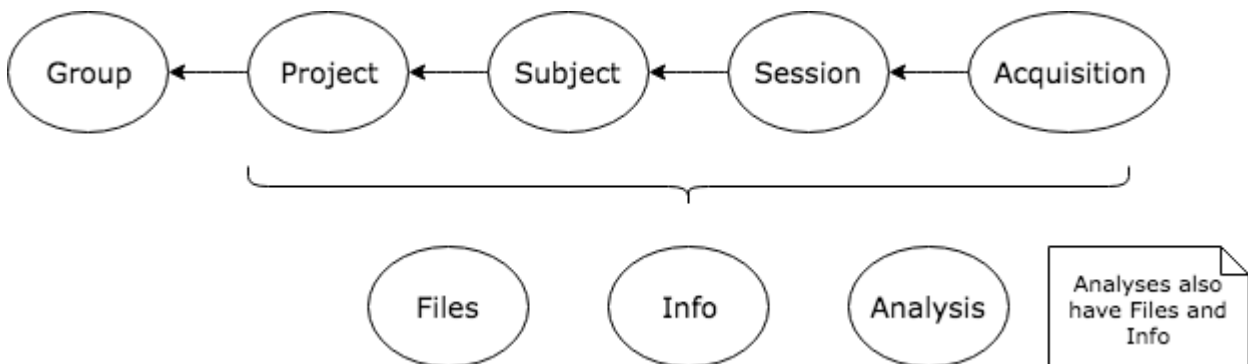 Group
Project
Subject
Session
Acquisition
Files
Info
Analysis
Analyses also
have Files and
Info